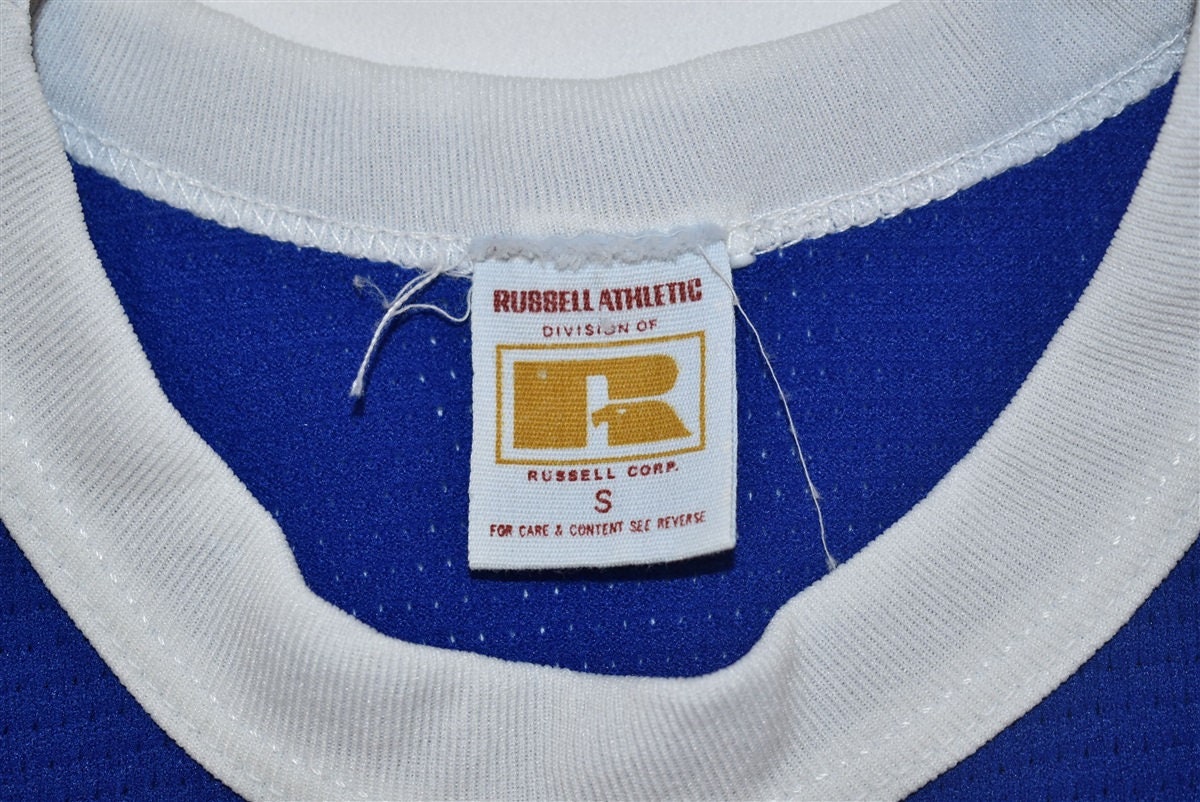 RUSSELL ATHLETIC
DIVISION OF
R
RUSSELL CORP.
S
FOR CARE & CONTENT SEE REVERSE